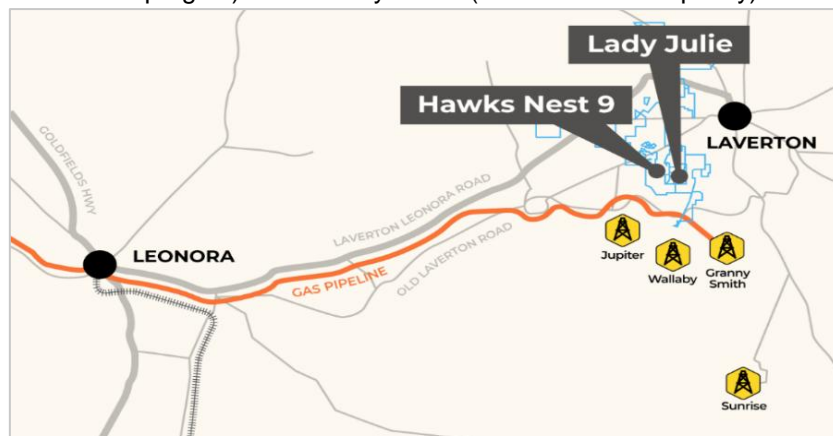 Lady Julie
Hawks Nest 9
LAVERTON
GOLDFIELDS HWY
LAVERTON LEONORA ROAD
LEONORA
GAS PIPELINE
OLD LAVERTON ROAD
Jupiter
Wallaby
Granny
Smith
Sunrise